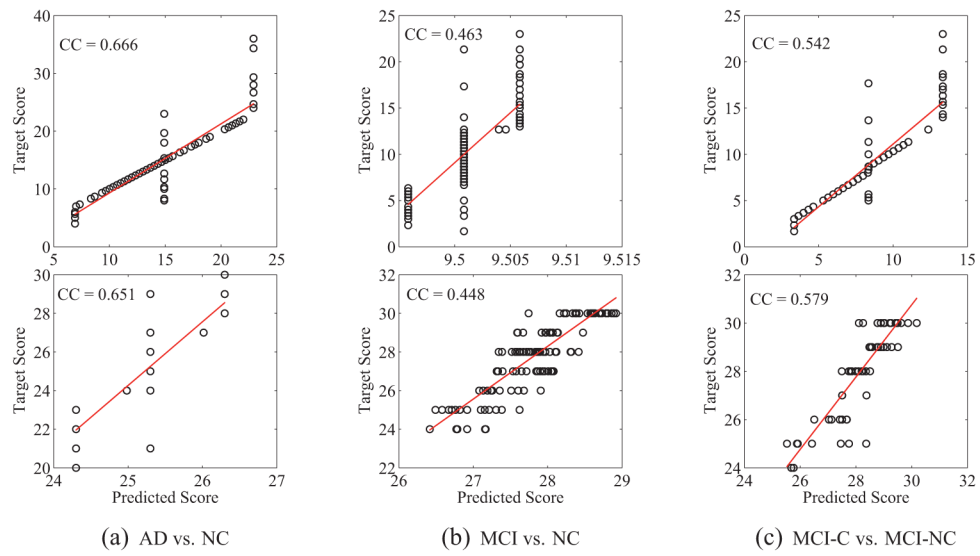 CC = 0.666
Target Score
40
30
20
10
0
5 10 15 20 25
CC = 0.463
Target Score
25
20
15
10
5
0
9.5 9.505 9.51 9.515
CC = 0.542
Target Score
25
20
15
10
5
0
0 5 10 15
CC = 0.651
Target Score
30
28
26
24
22
20
24 25 26 27
Predicted Score
CC = 0.448
Target Score
32
30
28
26
24
22
26 27 28 29
Predicted Score
CC = 0.579
Target Score
32
30
28
26
24
24 26 28 30 32
Predicted Score
(a) AD vs. NC
(b) MCI vs. NC
(c) MCI-C vs. MCI-NC